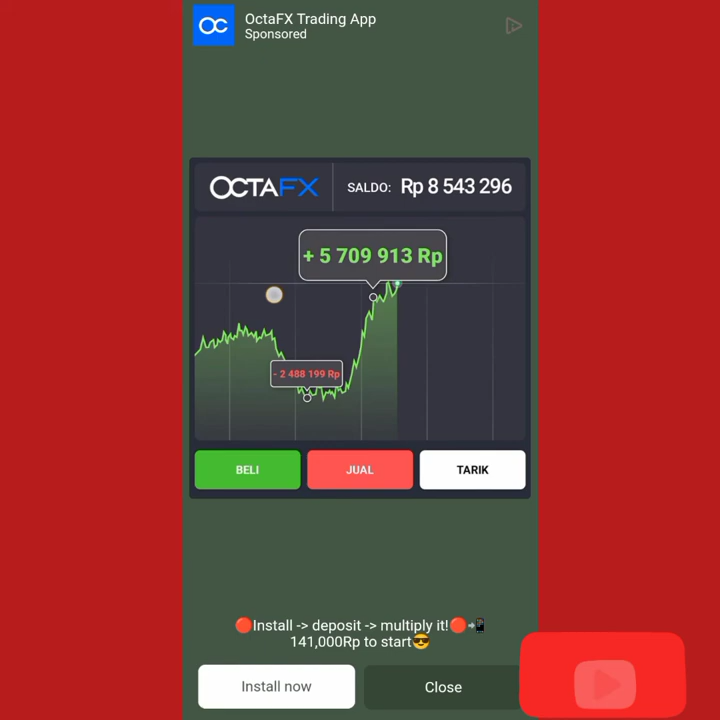 OC
OctaFX Trading App
Sponsored
OCTAFX
SALDO: Rp 8 543 296
+ 5 709 913 Rp
- 2 488 199 Rp
BELI
JUAL
TARIK
🔴Install -> deposit -> multiply it!🔴📲
141,000Rp to start😎
Install now
Close